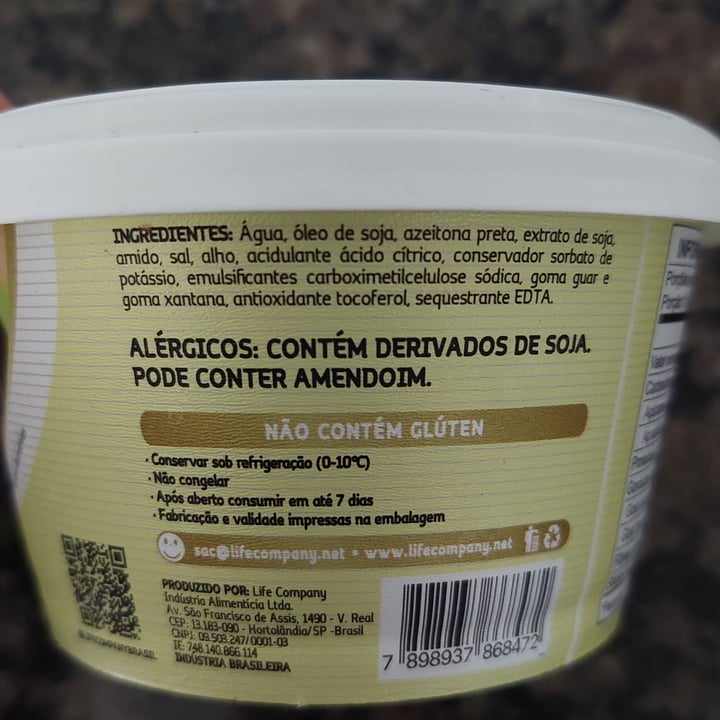 INGREDIENTES: Água, óleo de soja, azeitona preta, extrato de soja,
amido, sal, alho, acidulante ácido cítrico, conservador sorbato de
potássio, emulsificantes carboximetilcelulose sódica, goma guar e
goma xantana, antioxidante tocoferol, sequestrante EDTA.
ALÉRGICOS: CONTÉM DERIVADOS DE SOJA.
PODE CONTER AMENDOIM.
NÃO CONTÉM GLÚTEN
· Conservar sob refrigeração (0-10ºC)
· Não congelar
· Após aberto consumir em até 7 dias
· Fabricação e validade impressas na embalagem
sac@lifecompany.net • www.lifecompany.net
@LIFECOMPANYBRASIL
PRODUZIDO POR: Life Company
Indústria Alimentícia Ltda.
Av. São Francisco de Assis, 1490 - V. Real
CEP: 13.183-090 - Hortolândia/SP -Brasil
CNPJ: 09.503.247/0001-03
IE: 748.140.866.114
INDÚSTRIA BRASILEIRA
7 898937 868472